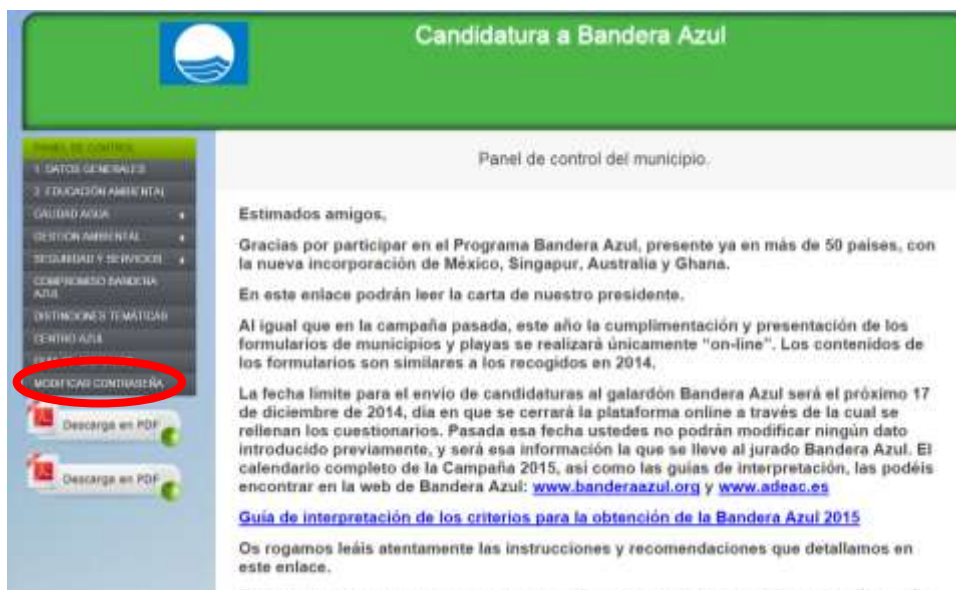 Candidatura a Bandera Azul
PANEL DE CONTROL
1. DATOS GENERALES
2. EDUCACIÓN AMBIENTAL
CALIDAD AGUA
GESTIÓN AMBIENTAL
SEGURIDAD Y SERVICIOS
COMPROMISO BANDERA
AZUL
DISTINCIONES TEMÁTICAS
CENTRO AZUL
MODIFICAR CONTRASEÑA
Descarga en PDF
Descarga en PDF
Panel de control del municipio.
Estimados amigos,
Gracias por participar en el Programa Bandera Azul, presente ya en más de 50 países, con
la nueva incorporación de México, Singapur, Australia y Ghana.
En este enlace podrán leer la carta de nuestro presidente.
Al igual que en la campaña pasada, este año la cumplimentación y presentación de los
formularios de municipios y playas se realizará únicamente “on-line”. Los contenidos de
los formularios son similares a los recogidos en 2014.
La fecha límite para el envío de candidaturas al galardón Bandera Azul será el próximo 17
de diciembre de 2014, día en que se cerrará la plataforma online a través de la cual se
rellenan los cuestionarios. Pasada esa fecha ustedes no podrán modificar ningún dato
introducido previamente, y será esa información la que se lleve al jurado Bandera Azul. El
calendario completo de la Campaña 2015, asi como las guías de interpretación, las podéis
encontrar en la web de Bandera Azul: www.banderaazul.org y www.adeac.es
Guía de interpretación de los criterios para la obtención de la Bandera Azul 2015
Os rogamos leáis atentamente las instrucciones y recomendaciones que detallamos en
este enlace.